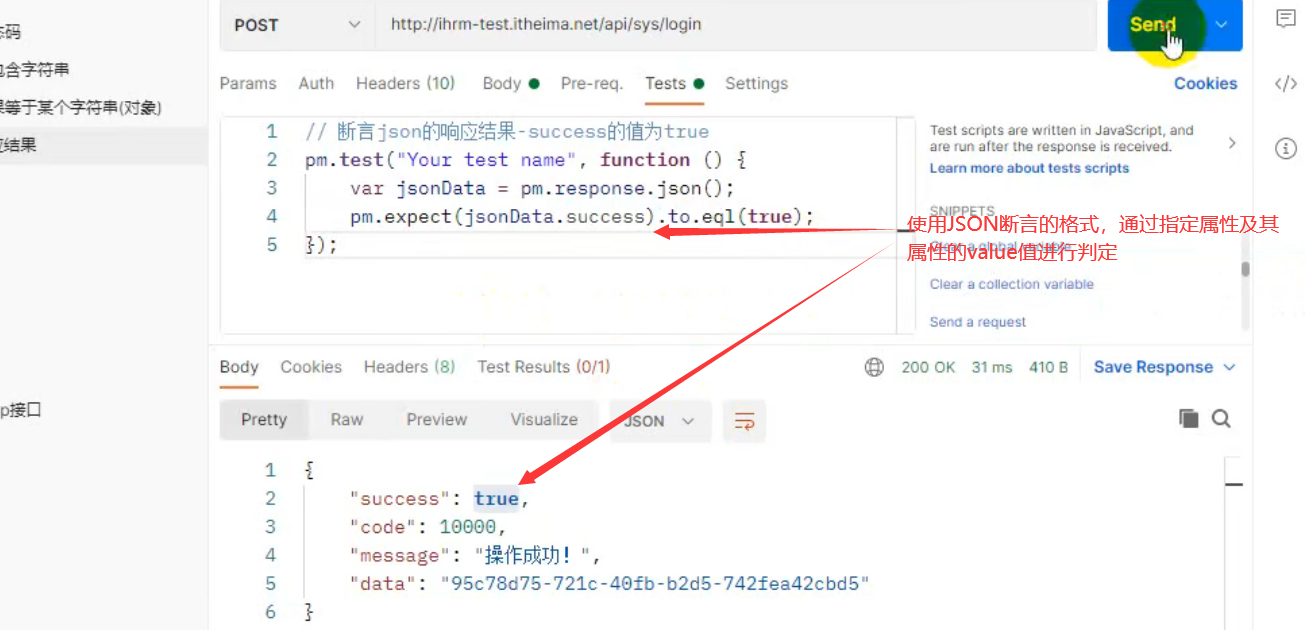 态码
包含字符串
果等于某个字符串(对象)
应结果
p接口
POST
http://ihrm-test.itheima.net/api/sys/login
Send
Params Auth Headers (10) Body Pre-req. Tests Settings
Cookies
1 // 断言json的响应结果-success的值为true
2 pm.test("Your test name", function () {
3 var jsonData = pm.response.json();
4 pm.expect(jsonData.success).to.eql(true);
5 });
Test scripts are written in JavaScript, and
are run after the response is received.
Learn more about tests scripts
SNIPPETS
使用JSON断言的格式，通过指定属性及其
Clear a global variable
属性的value值进行判定
Clear a collection variable
Send a request
Body Cookies Headers (8) Test Results (0/1)
200 OK 31 ms 410 B Save Response
Pretty Raw Preview Visualize JSON
1 {
2 "success": true,
3 "code": 10000,
4 "message": "操作成功！",
5 "data": "95c78d75-721c-40fb-b2d5-742fea42cbd5"
6 }